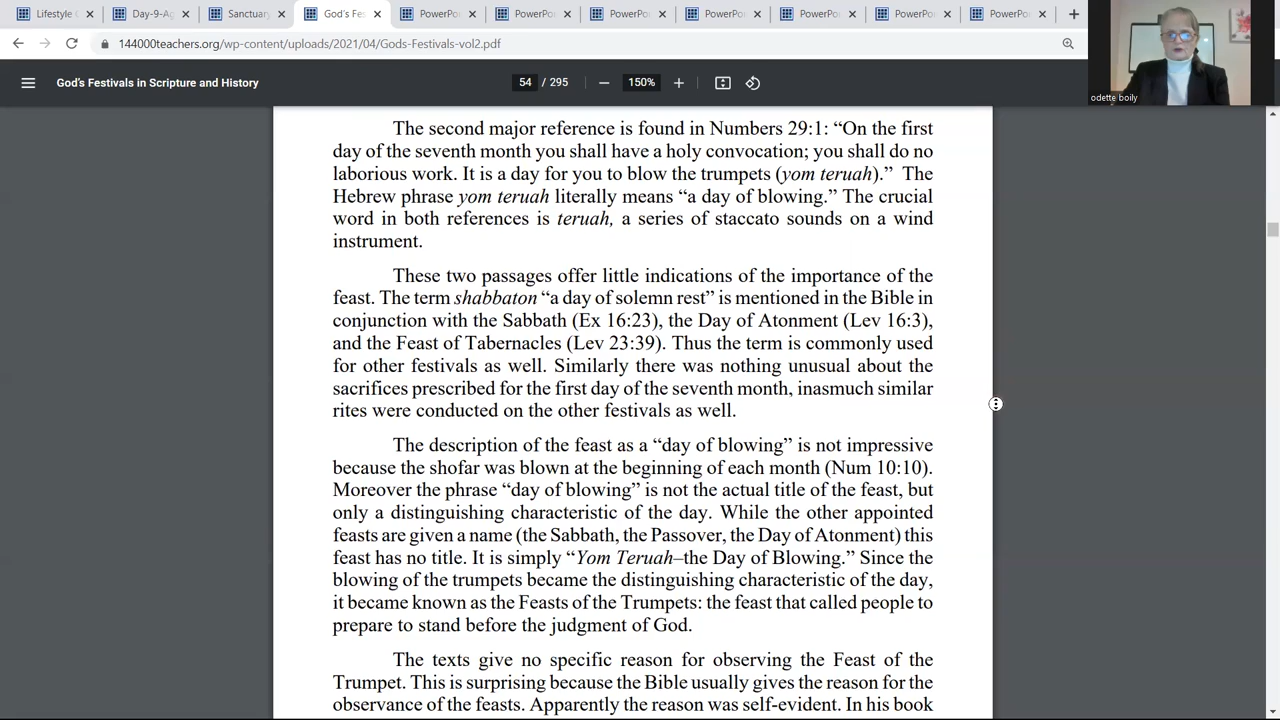 Lifestyle
Day-9-A
Sanctuary
God's Fes
PowerPoi
PowerPoi
PowerPoi
PowerPoi
PowerPoi
PowerPoi
PowerPoi
144000teachers.org/wp-content/uploads/2021/04/Gods-Festivals-vol2.pdf
God's Festivals in Scripture and History
54 / 295
150%
odette boily
The second major reference is found in Numbers 29:1: “On the first
day of the seventh month you shall have a holy convocation; you shall do no
laborious work. It is a day for you to blow the trumpets (yom teruah).” The
Hebrew phrase yom teruah literally means “a day of blowing.” The crucial
word in both references is teruah, a series of staccato sounds on a wind
instrument.
These two passages offer little indications of the importance of the
feast. The term shabbaton “a day of solemn rest” is mentioned in the Bible in
conjunction with the Sabbath (Ex 16:23), the Day of Atonment (Lev 16:3),
and the Feast of Tabernacles (Lev 23:39). Thus the term is commonly used
for other festivals as well. Similarly there was nothing unusual about the
sacrifices prescribed for the first day of the seventh month, inasmuch similar
rites were conducted on the other festivals as well.
The description of the feast as a “day of blowing” is not impressive
because the shofar was blown at the beginning of each month (Num 10:10).
Moreover the phrase “day of blowing” is not the actual title of the feast, but
only a distinguishing characteristic of the day. While the other appointed
feasts are given a name (the Sabbath, the Passover, the Day of Atonment) this
feast has no title. It is simply “Yom Teruah–the Day of Blowing.” Since the
blowing of the trumpets became the distinguishing characteristic of the day,
it became known as the Feasts of the Trumpets: the feast that called people to
prepare to stand before the judgment of God.
The texts give no specific reason for observing the Feast of the
Trumpet. This is surprising because the Bible usually gives the reason for the
observance of the feasts. Apparently the reason was self-evident. In his book